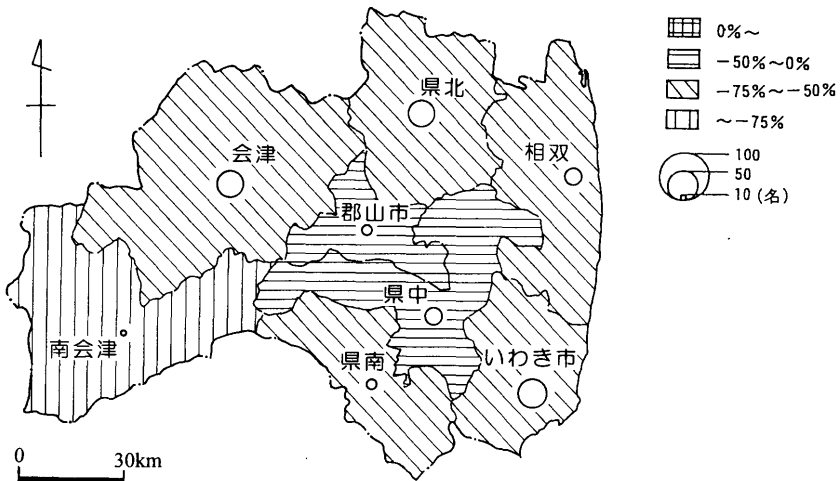 0%～
-50%～0%
-75%～-50%
～-75%
100
50
10 (名)
県北
会津
相双
郡山市
県中
南会津
県南
いわき市
0 30km